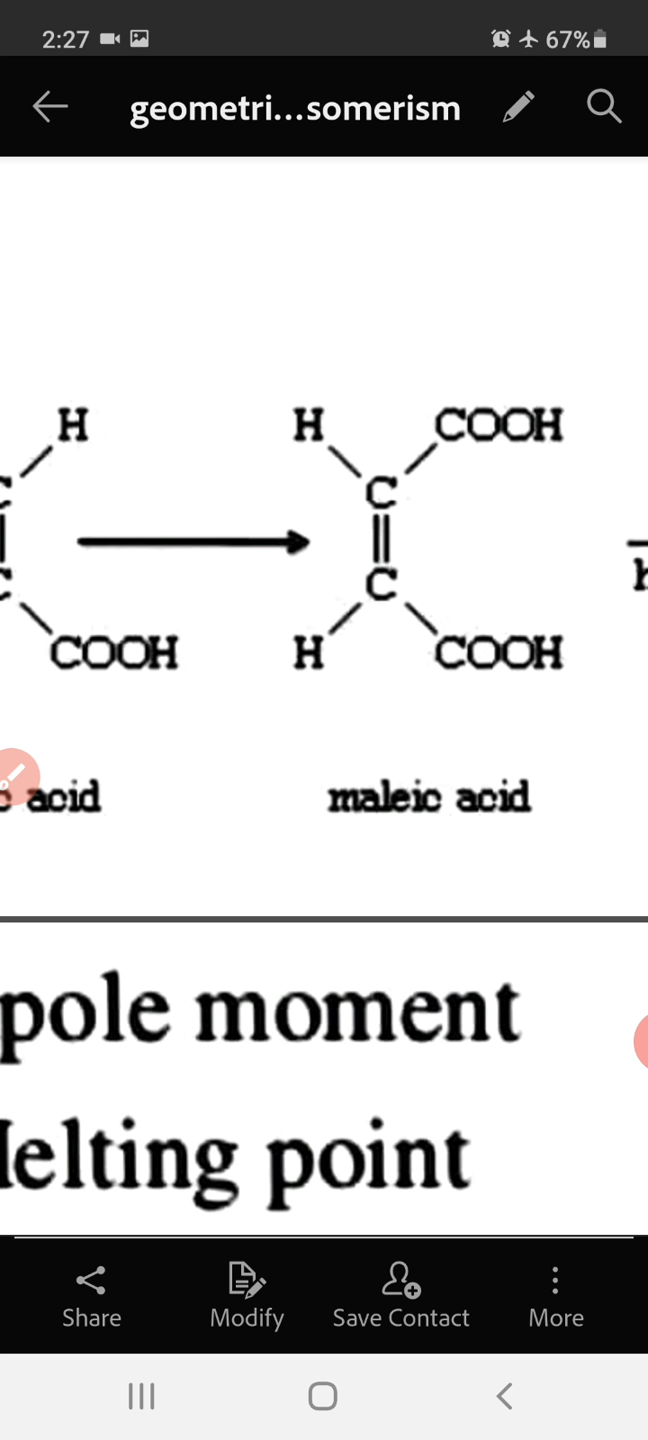 2:27 67%
geometri...somerism
H H COOH
C C
C C
COOH H COOH
c acid maleic acid
pole moment
elting point
Share Modify Save Contact More